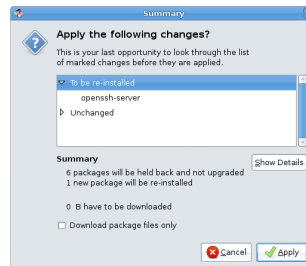 Summary
Apply the following changes?
This is your last opportunity to look through the list
of marked changes before they are applied.
To be re-installed
openssh-server
Unchanged
Summary
6 packages will be held back and not upgraded
1 new package will be re-installed
0 B have to be downloaded
Show Details
Download package files only
Cancel
Apply